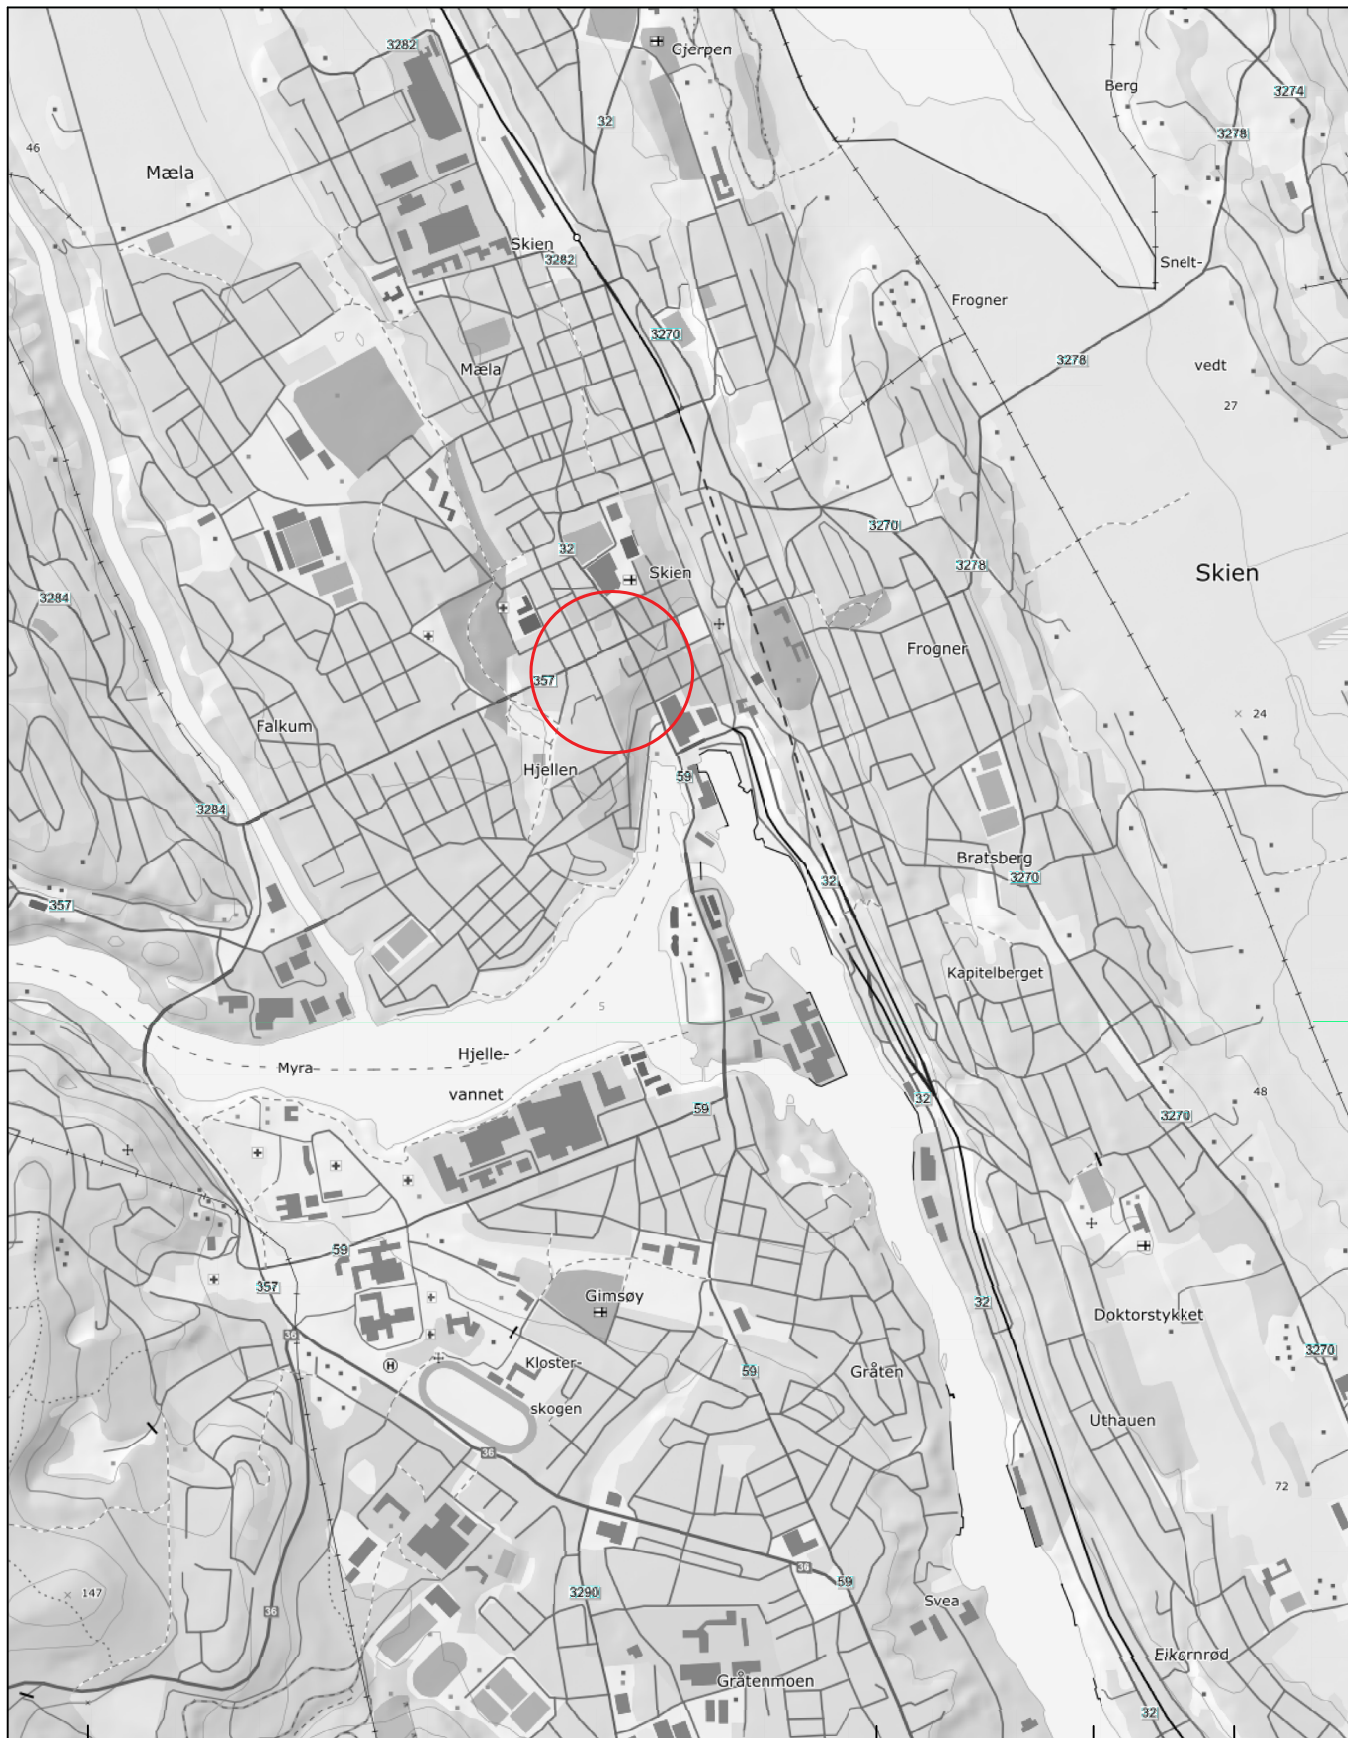 3282
Gjerpen
Berg
3274
32
3278
46
Mæla
Skien
3282
Snelt-
Frogner
3270
3278
vedt
Mæla
27
3270
32
3278
Skien
Skien
3284
Frogner
357
24
Falkum
Hjellen
59
3284
Bratsberg
3270
32
357
Kapitelberget
5
Hjelle-
Myra
vannet
48
32
59
3270
59
357
Gimsøy
32
Doktorstykket
36
3270
H
Kloster-
59
Gråten
skogen
Uthauen
36
72
36
59
3290
147
Svea
36
Eikornrød
Gråtenmoen
32